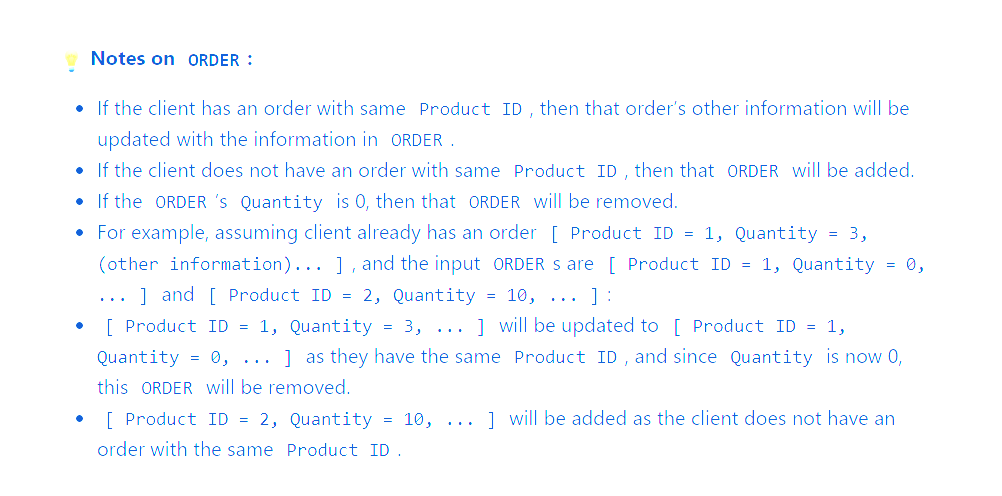 💡 Notes on ORDER :
• If the client has an order with same Product ID , then that order’s other information will be
updated with the information in ORDER .
• If the client does not have an order with same Product ID , then that ORDER will be added.
• If the ORDER ’s Quantity is 0, then that ORDER will be removed.
• For example, assuming client already has an order [ Product ID = 1, Quantity = 3,
(other information)... ] , and the input ORDER s are [ Product ID = 1, Quantity = 0,
... ] and [ Product ID = 2, Quantity = 10, ... ] :
• [ Product ID = 1, Quantity = 3, ... ] will be updated to [ Product ID = 1,
Quantity = 0, ... ] as they have the same Product ID , and since Quantity is now 0,
this ORDER will be removed.
• [ Product ID = 2, Quantity = 10, ... ] will be added as the client does not have an
order with the same Product ID .